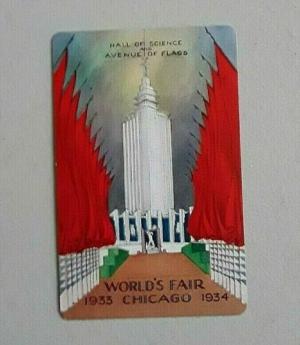 HALL OF SCIENCE
AND
AVENUE OF FLAGS
WORLD'S FAIR
1933 CHICAGO 1934